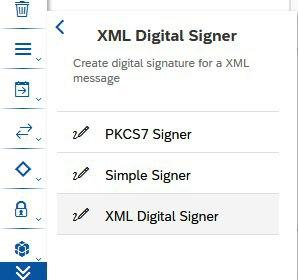 XML Digital Signer
Create digital signature for a XML
message
PKCS7 Signer
Simple Signer
XML Digital Signer